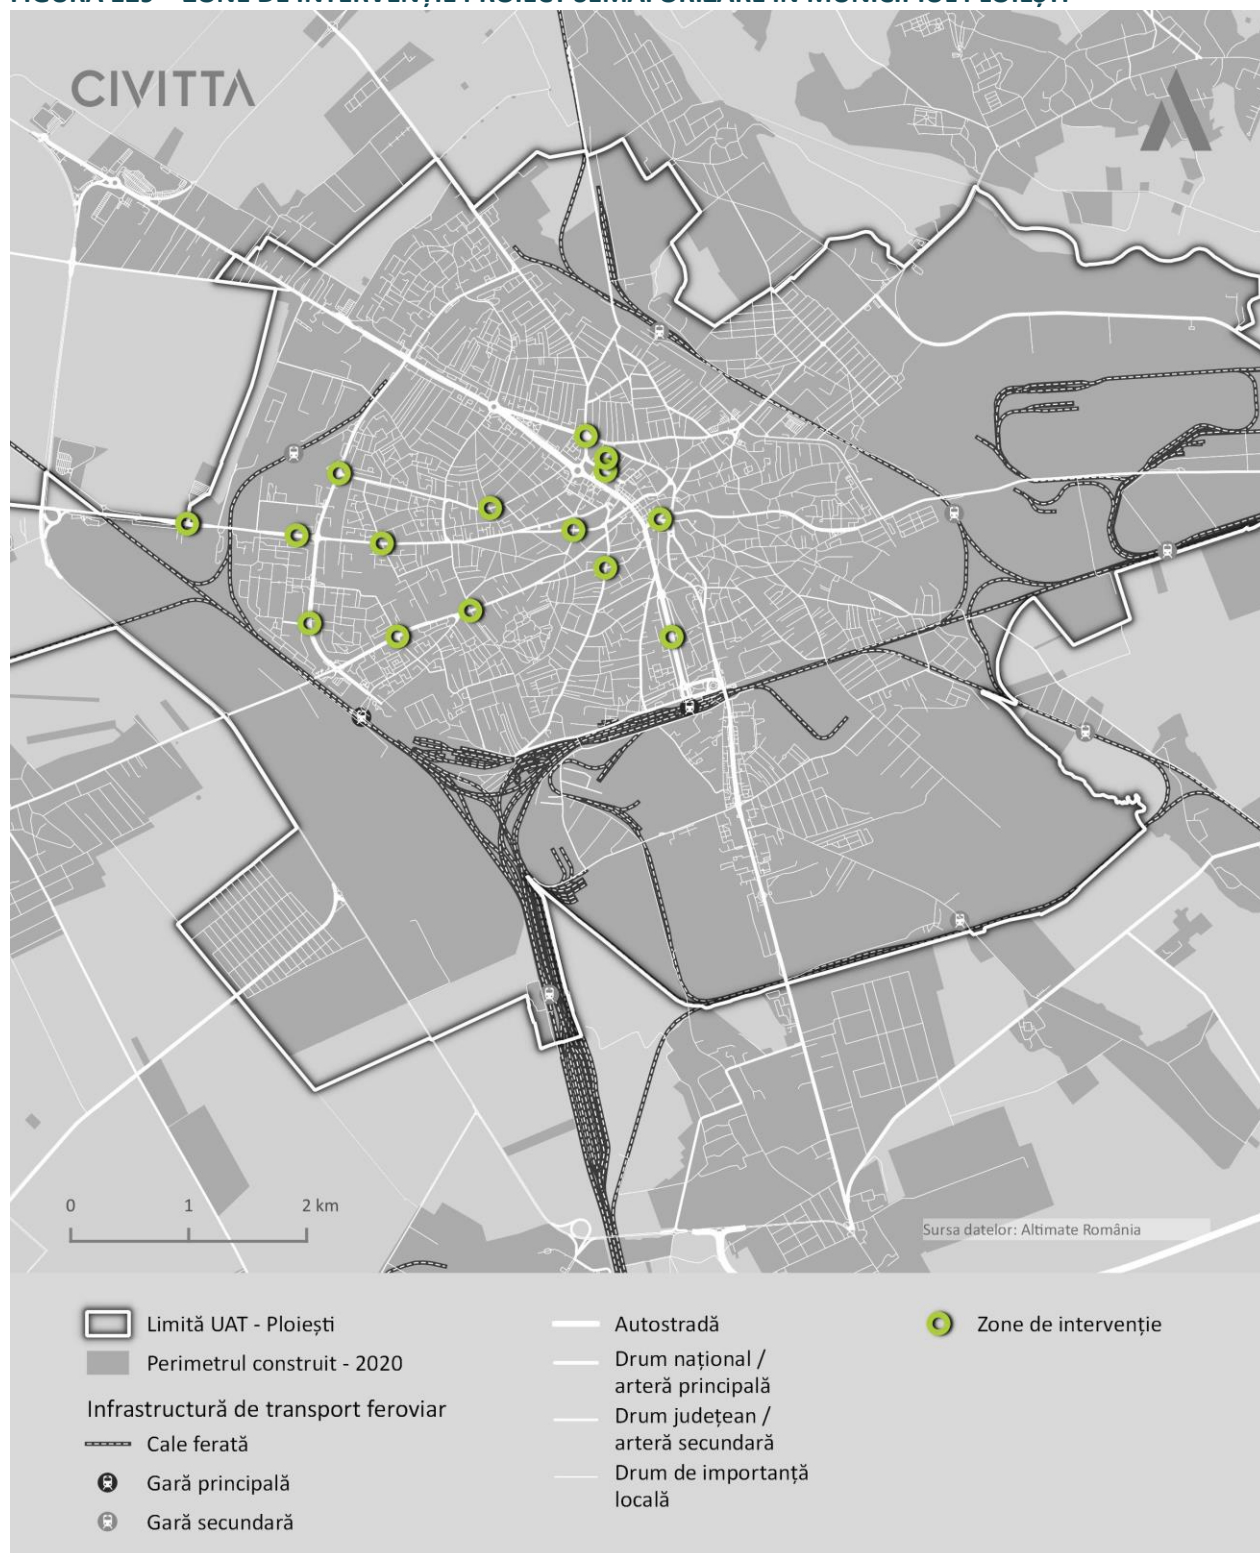 CIVITTA
0 1 2 km
Sursa datelor: Altimate România
Limită UAT - Ploiești
Perimetrul construit - 2020
Infrastructură de transport feroviar
Cale ferată
Gară principală
Gară secundară
Autostradă
Drum național /
arteră principală
Drum județean /
arteră secundară
Drum de importanță
locală
Zone de intervenție